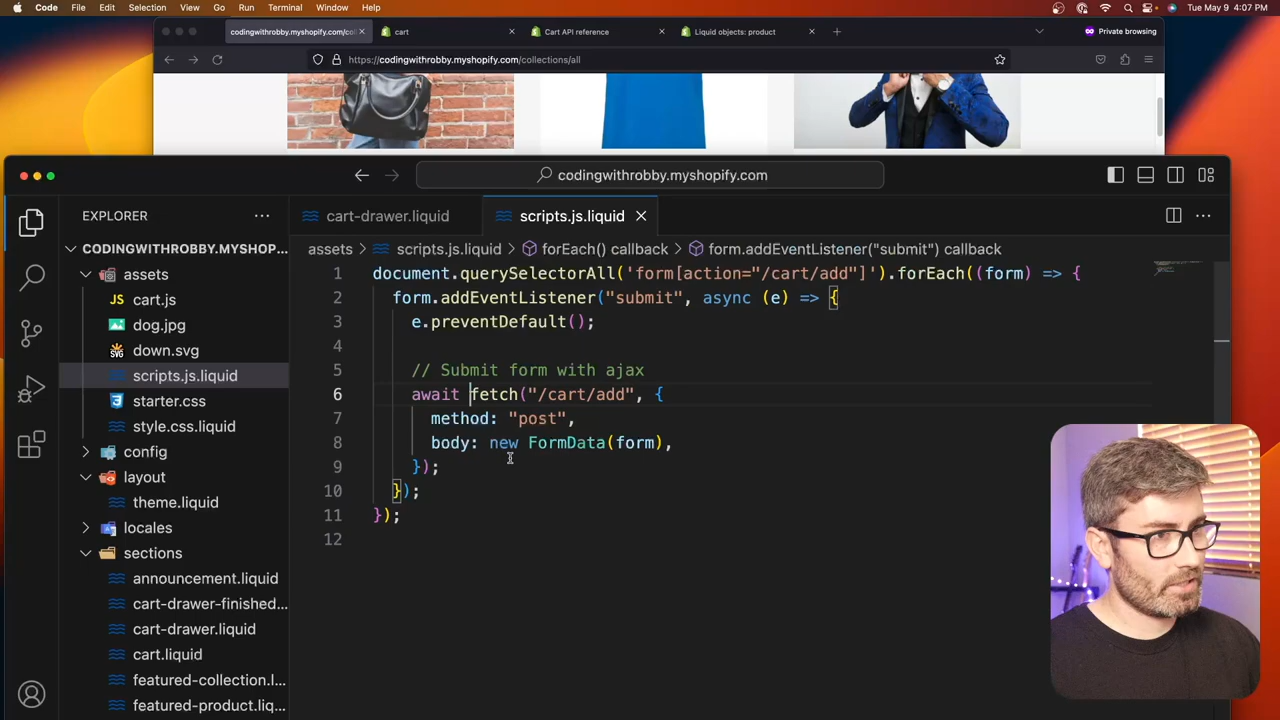 Code File Edit Selection View Go Run Terminal Window Help
Tue May 9 4:07 PM
codingwithrobby.myshopify.com/coll
cart
Cart API reference
Liquid objects: product
Private browsing
https://codingwithrobby.myshopify.com/collections/all
codingwithrobby.myshopify.com
EXPLORER
CODINGWITHROBBY.MYSHOP...
assets
cart.js
dog.jpg
down.svg
scripts.js.liquid
starter.css
style.css.liquid
config
layout
theme.liquid
locales
sections
announcement.liquid
cart-drawer-finished...
cart-drawer.liquid
cart.liquid
featured-collection.l...
featured-product.liq...
cart-drawer.liquid
scripts.js.liquid
assets > scripts.js.liquid > forEach() callback > form.addEventListener("submit") callback
1 document.querySelectorAll('form[action="/cart/add"]').forEach((form) => {
2 form.addEventListener("submit", async (e) => {
3 e.preventDefault();
4
5 // Submit form with ajax
6 await fetch("/cart/add", {
7 method: "post",
8 body: new FormData(form),
9 });
10 });
11 });
12